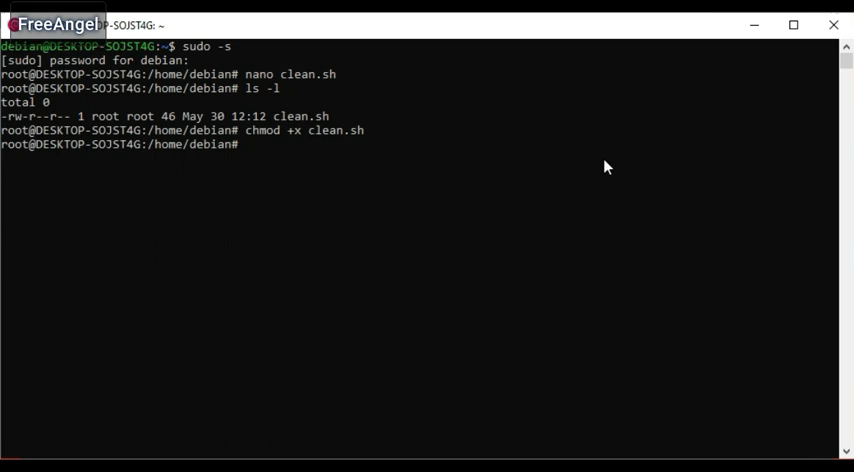 FreeAngel
OP-SOJST4G: ~
debian@DESKTOP-SOJST4G:~$ sudo -s
[sudo] password for debian:
root@DESKTOP-SOJST4G:/home/debian# nano clean.sh
root@DESKTOP-SOJST4G:/home/debian# ls -l
total 0
-rw-r--r-- 1 root root 46 May 30 12:12 clean.sh
root@DESKTOP-SOJST4G:/home/debian# chmod +x clean.sh
root@DESKTOP-SOJST4G:/home/debian#